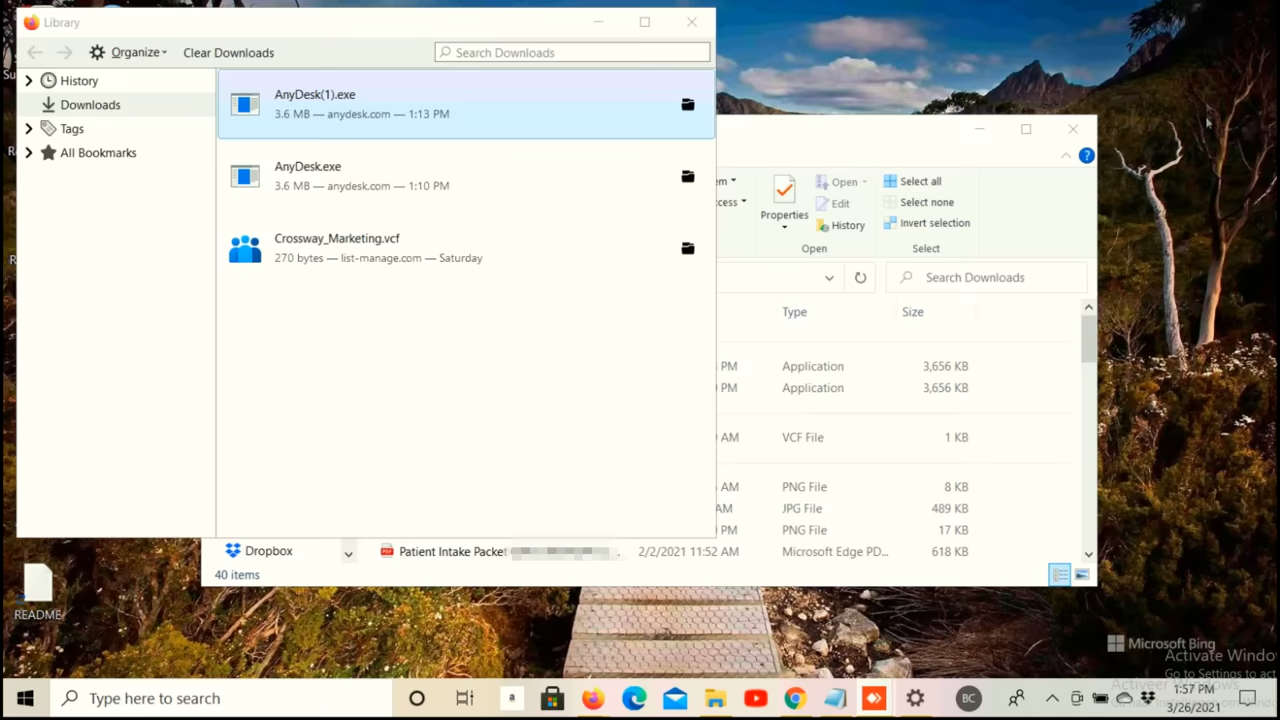 Library
Organize
Clear Downloads
Search Downloads
History
Downloads
Tags
All Bookmarks
AnyDesk(1).exe
3.6 MB — anydesk.com — 1:13 PM
AnyDesk.exe
3.6 MB — anydesk.com — 1:10 PM
Crossway_Marketing.vcf
270 bytes — list-manage.com — Saturday
Properties
Open
Edit
History
Open
Select all
Select none
Invert selection
Select
Search Downloads
Type
Size
PM
Application
3,656 KB
PM
Application
3,656 KB
AM
VCF File
1 KB
AM
PNG File
8 KB
AM
JPG File
489 KB
PM
PNG File
17 KB
Dropbox
Patient Intake Packet
2/2/2021 11:52 AM
Microsoft Edge PD...
618 KB
40 items
README
Microsoft Bing
Activate Windo
Go to Settings to act
Type here to search
a
BC
1:57 PM
3/26/2021